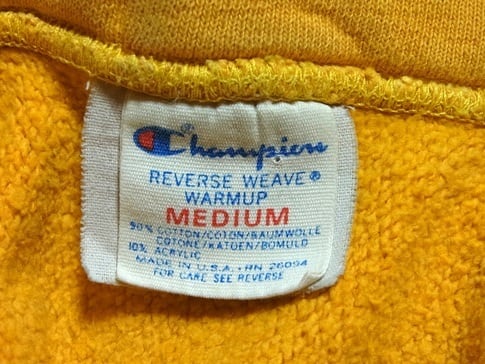 Champion
REVERSE WEAVE®
WARMUP
MEDIUM
90% COTTON/COTON/BAUMWOLLE
COTONE/KATOEN/BOMULD
10% ACRYLIC
MADE IN U.S.A. • RN 26094
FOR CARE SEE REVERSE